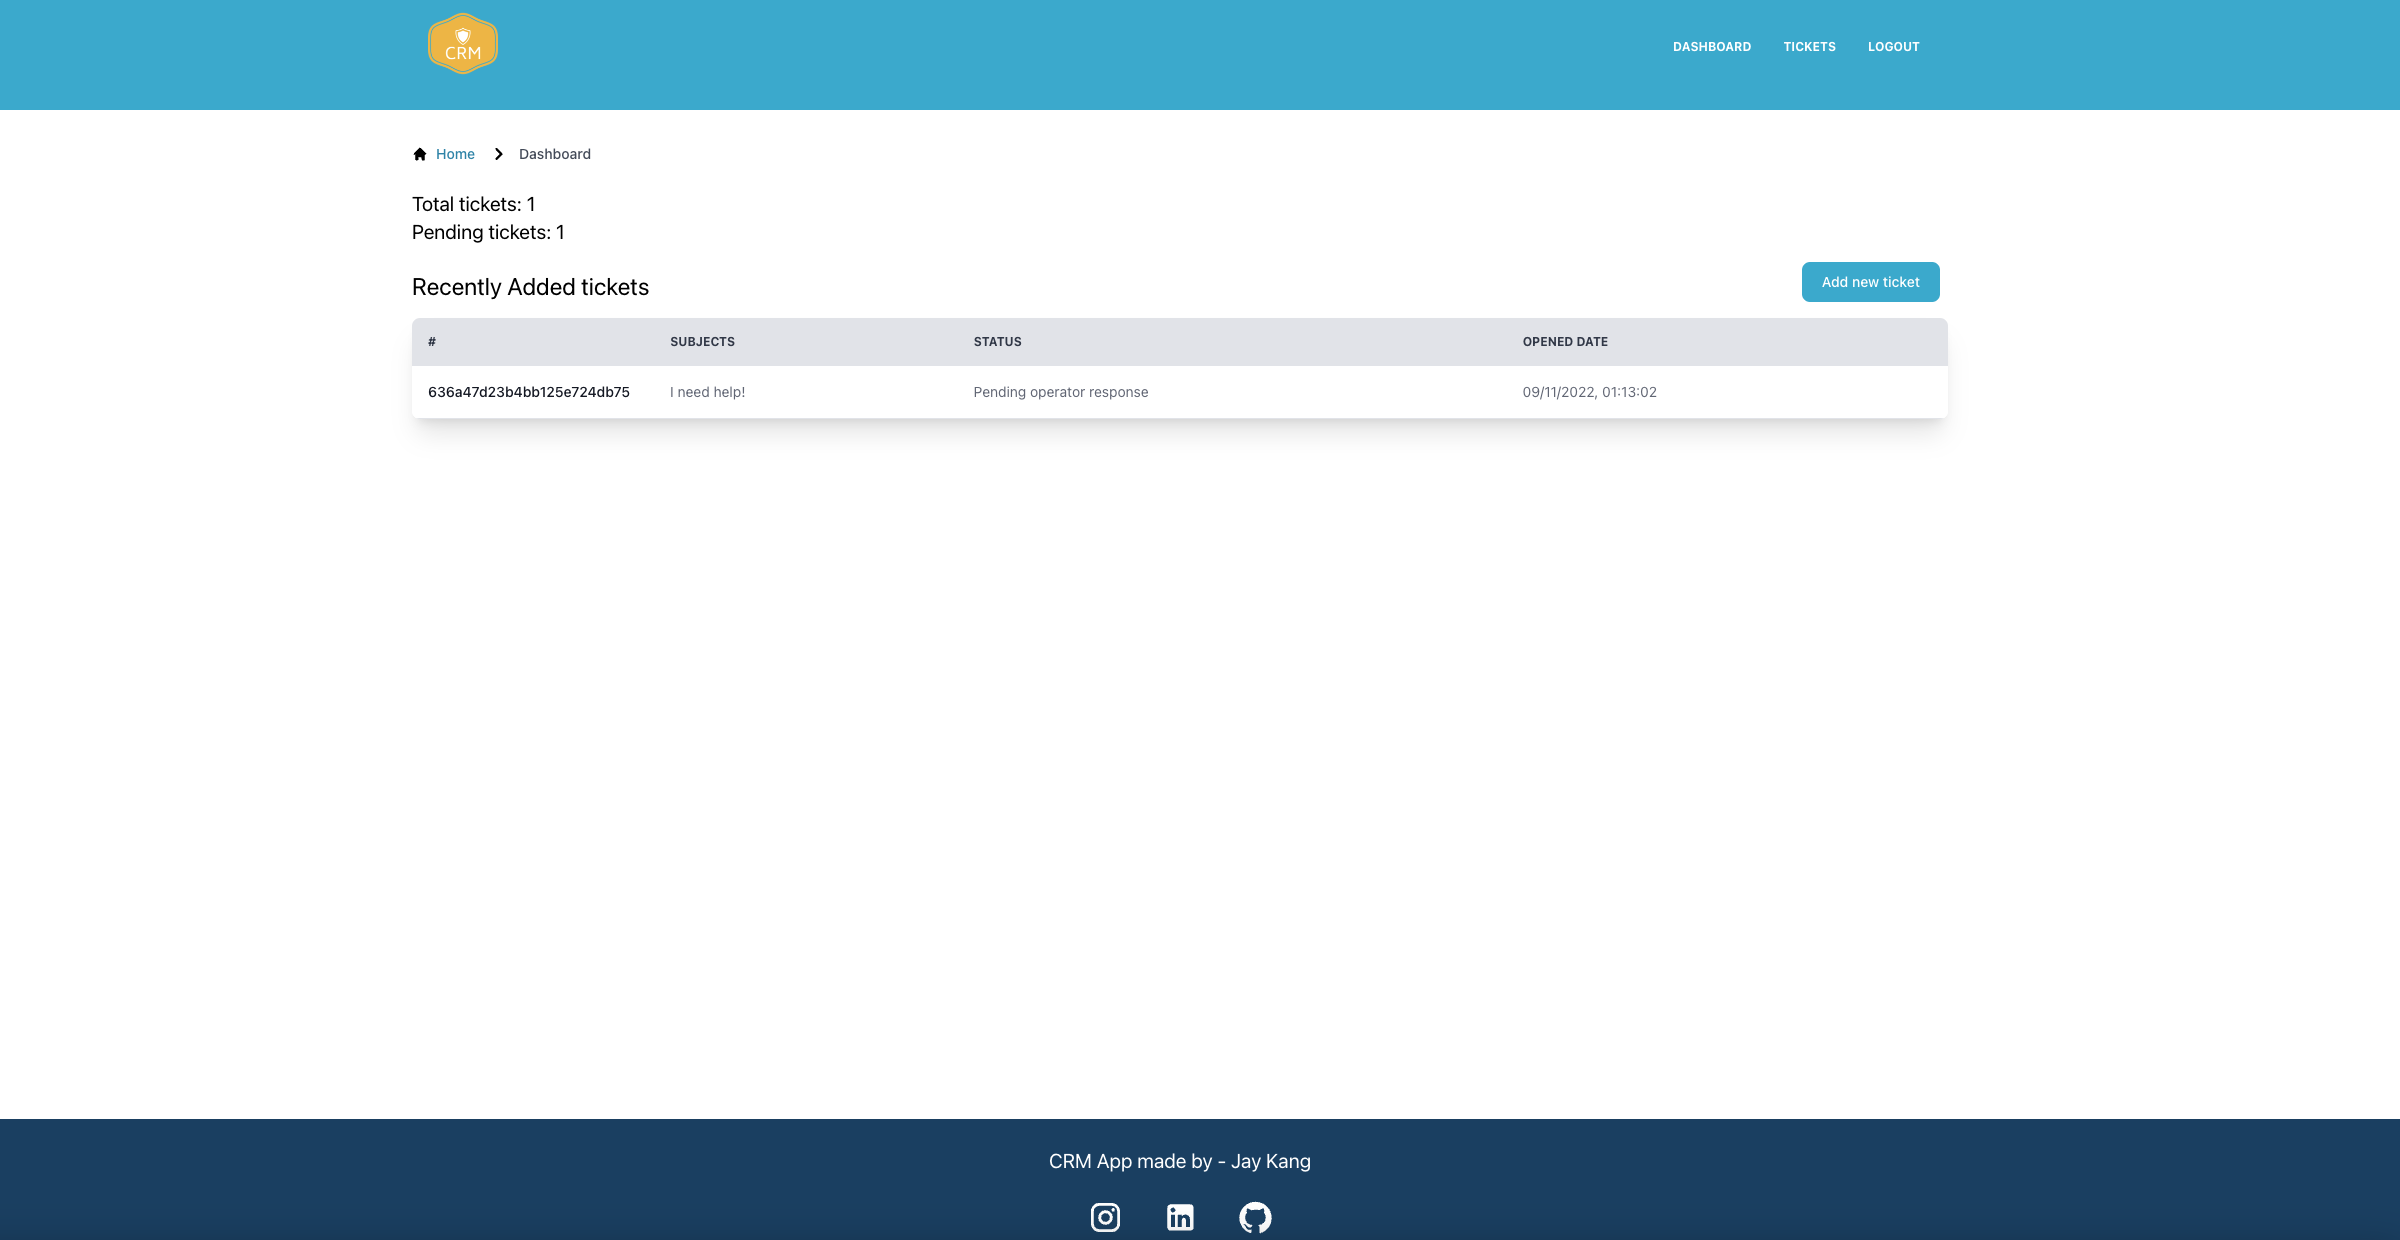 CRM
DASHBOARD TICKETS LOGOUT
Home Dashboard
Total tickets: 1
Pending tickets: 1
Recently Added tickets
Add new ticket
# SUBJECTS STATUS OPENED DATE
636a47d23b4bb125e724db75 I need help! Pending operator response 09/11/2022, 01:13:02
CRM App made by - Jay Kang
in